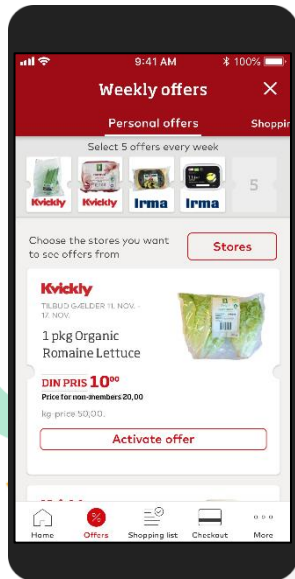 9:41 AM
100%
Weekly offers
Personal offers
Shoppin
Select 5 offers every week
Kvickly
Kvickly
Irma
Irma
5
Choose the stores you want
to see offers from
Stores
Kvickly
TILBUD GÆLDER 11. NOV. -
17. NOV.
1 pkg Organic
Romaine Lettuce
DIN PRIS 10⁰⁰
Price for non-members 20,00
kg-price 50,00.
Activate offer
Home
Offers
Shopping list
Checkout
More